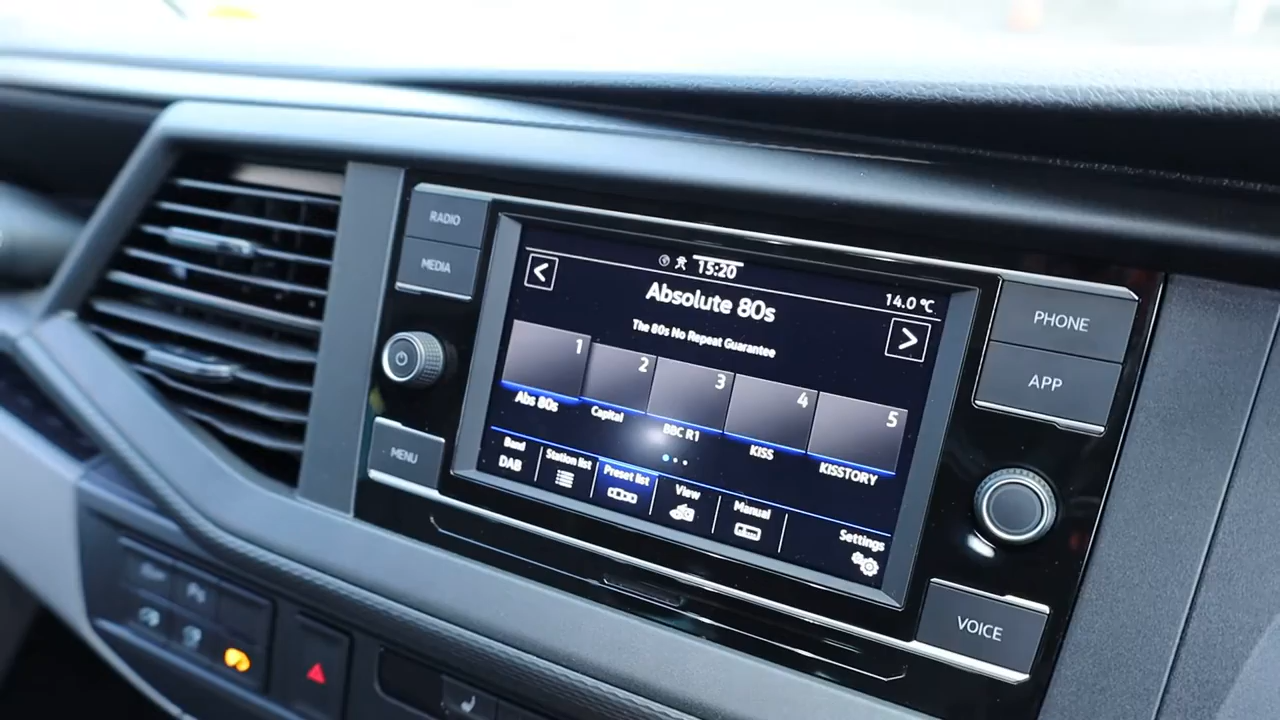 RADIO
MEDIA
MENU
15:20
14.0 °C
<
Absolute 80s
>
The 80s No Repeat Guarantee
1
2
3
4
5
Abs 80s
Capital
BBC R1
KISS
KISSTORY
Band
DAB
Station list
Preset list
View
Manual
Settings
PHONE
APP
VOICE